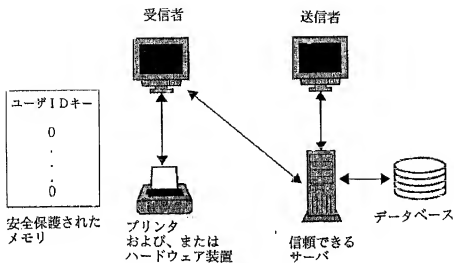 受信者
送信者
ユーザIDキー
0
.
.
.
0
安全保護された
メモリ
プリンタ
および、または
ハードウェア装置
信頼できる
サーバ
データベース